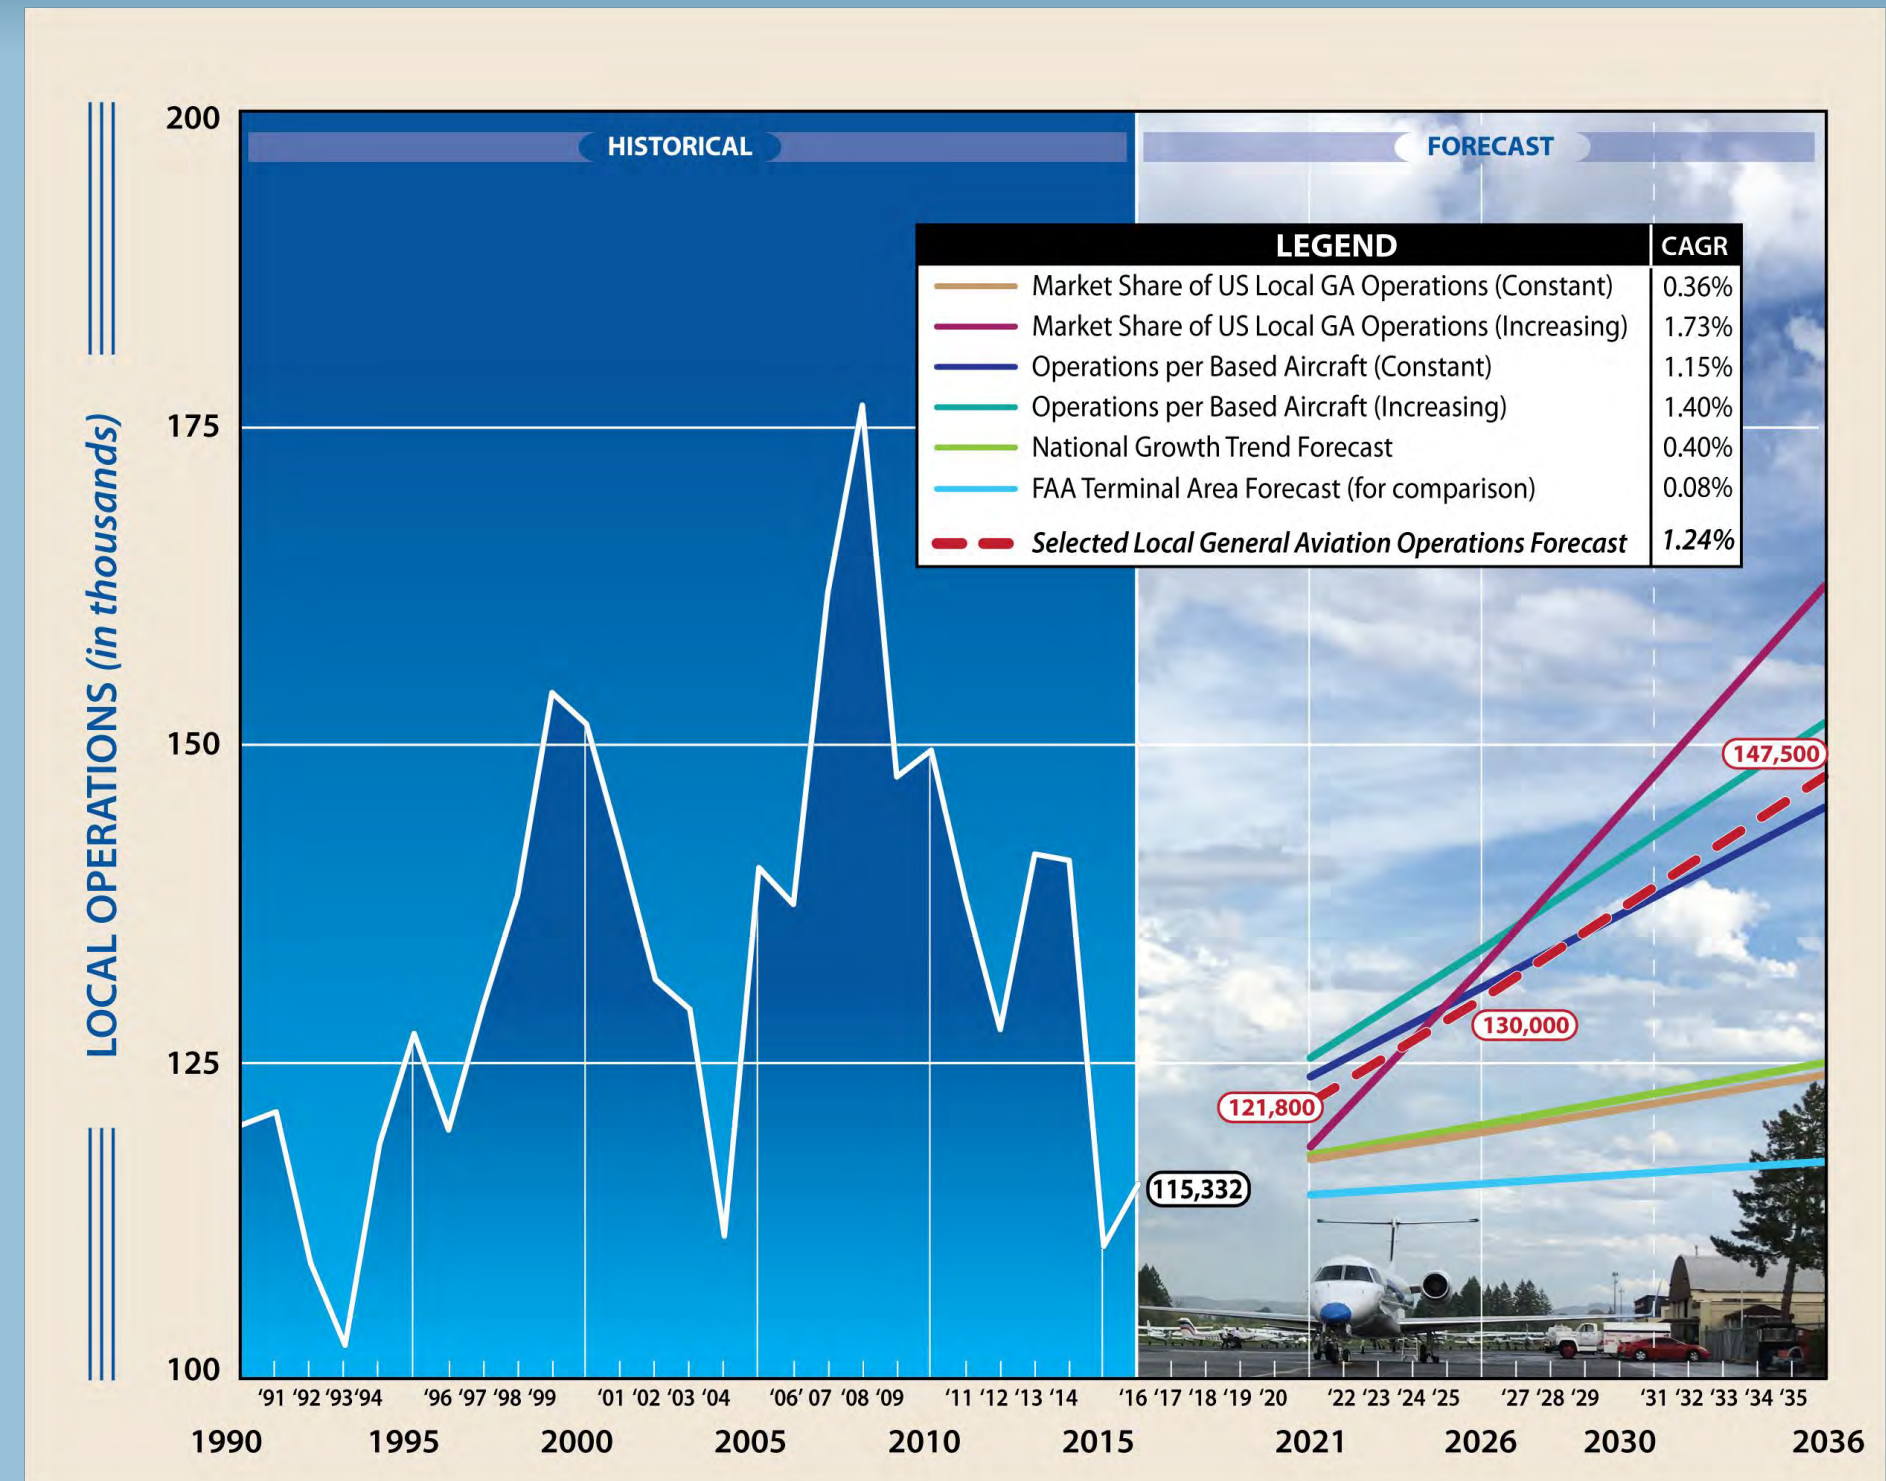 200
HISTORICAL
FORECAST
LEGEND CAGR
Market Share of US Local GA Operations (Constant) 0.36%
Market Share of US Local GA Operations (Increasing) 1.73%
Operations per Based Aircraft (Constant) 1.15%
Operations per Based Aircraft (Increasing) 1.40%
National Growth Trend Forecast 0.40%
FAA Terminal Area Forecast (for comparison) 0.08%
Selected Local General Aviation Operations Forecast 1.24%
LOCAL OPERATIONS (in thousands)
175
150
147,500
130,000
125
121,800
115,332
100
‘91 ‘92 ‘93 ‘94 ‘96 ‘97 ‘98 ‘99 ‘01 ‘02 ‘03 ‘04 ‘06 ‘07 ‘08 ‘09 ‘11 ‘12 ‘13 ‘14 ‘16 ‘17 ‘18 ‘19 ‘20 ‘22 ‘23 ‘24 ‘25 ‘27 ‘28 ‘29 ‘31 ‘32 ‘33 ‘34 ‘35
1990 1995 2000 2005 2010 2015 2021 2026 2030 2036